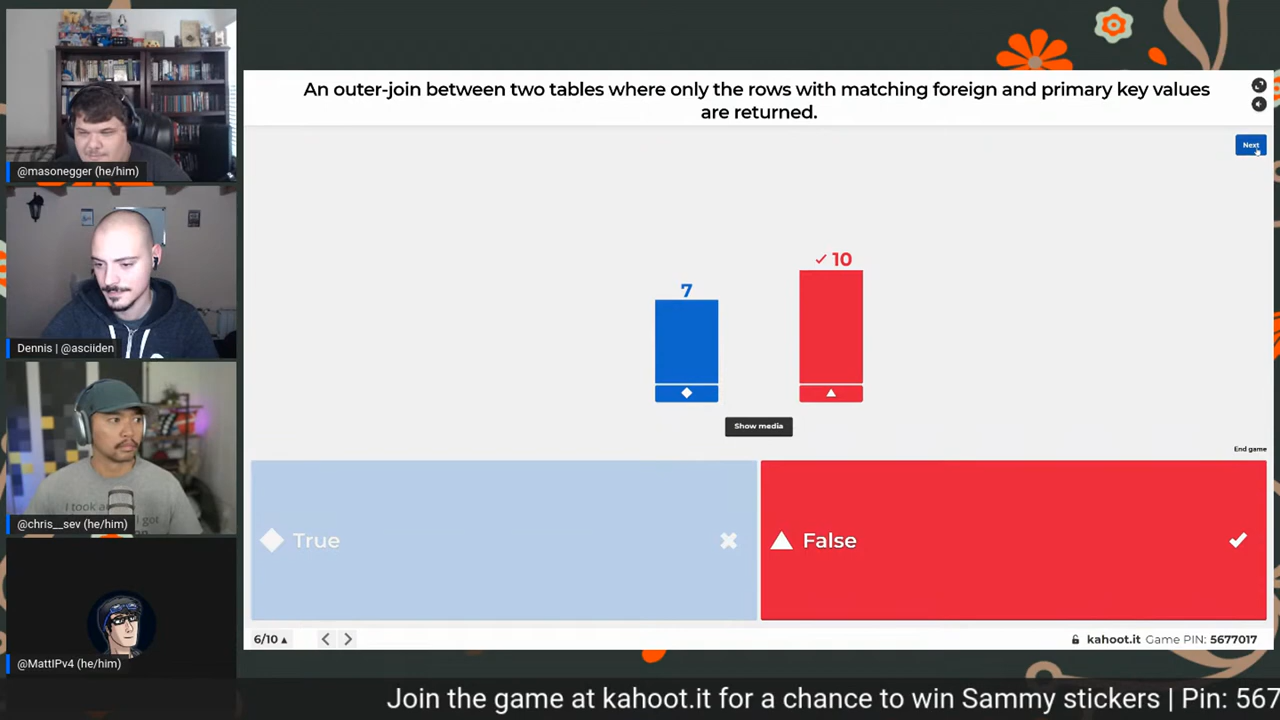 @masonegger (he/him)
Dennis | @asciiden
I took a
I got
@chris__sev (he/him)
@MattIPv4 (he/him)
An outer-join between two tables where only the rows with matching foreign and primary key values
are returned.
Next
7
10
Show media
End game
True
False
6/10
kahoot.it Game PIN: 5677017
Join the game at kahoot.it for a chance to win Sammy stickers | Pin: 567